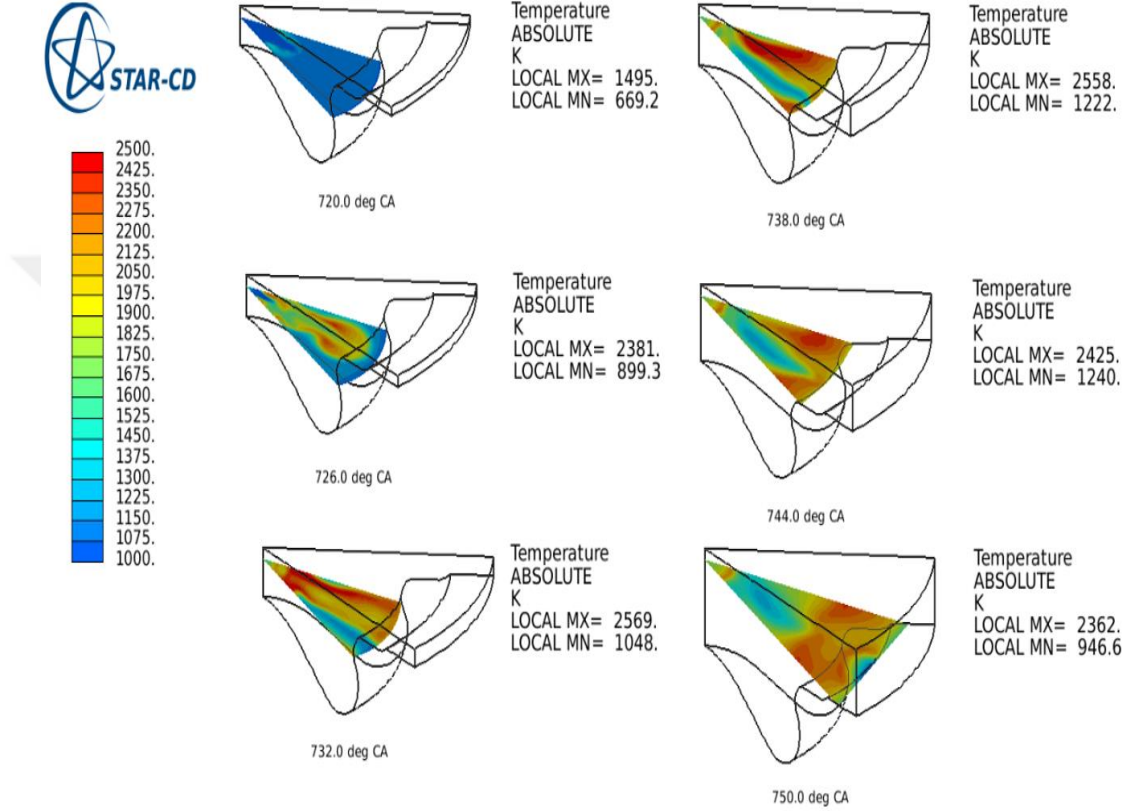 STAR-CD
2500.
2425.
2350.
2275.
2200.
2125.
2050.
1975.
1900.
1825.
1750.
1675.
1600.
1525.
1450.
1375.
1300.
1225.
1150.
1075.
1000.
Temperature
ABSOLUTE
K
LOCAL MX= 1495.
LOCAL MN= 669.2
720.0 deg CA
Temperature
ABSOLUTE
K
LOCAL MX= 2381.
LOCAL MN= 899.3
726.0 deg CA
Temperature
ABSOLUTE
K
LOCAL MX= 2569.
LOCAL MN= 1048.
732.0 deg CA
Temperature
ABSOLUTE
K
LOCAL MX= 2558.
LOCAL MN= 1222.
738.0 deg CA
Temperature
ABSOLUTE
K
LOCAL MX= 2425.
LOCAL MN= 1240.
744.0 deg CA
Temperature
ABSOLUTE
K
LOCAL MX= 2362.
LOCAL MN= 946.6
750.0 deg CA